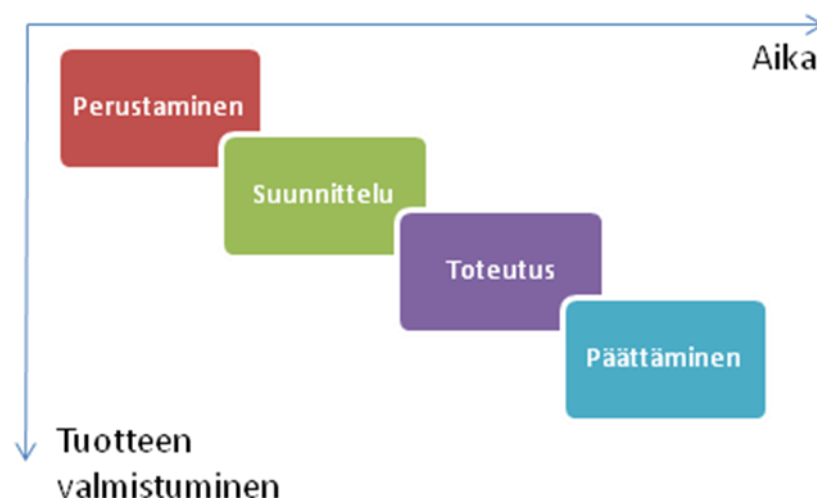 Aika
Perustaminen
Suunnittelu
Toteutus
Päättäminen
Tuotteen
valmistuminen